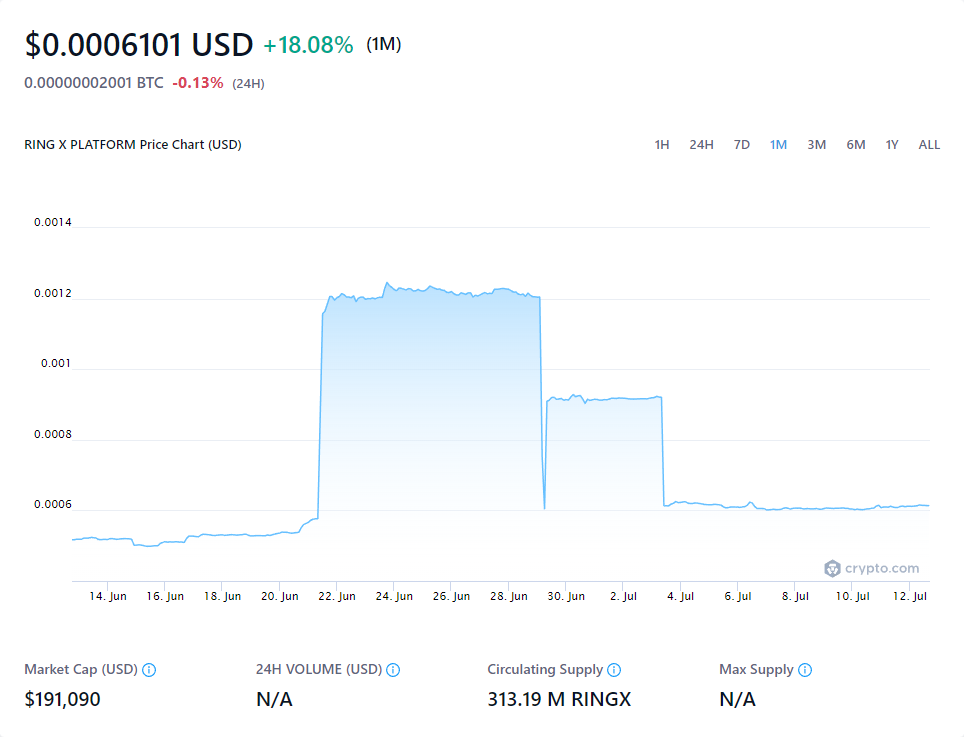 $0.0006101 USD +18.08% (1M)
0.00000002001 BTC -0.13% (24H)
RING X PLATFORM Price Chart (USD) 1H 24H 7D 1M 3M 6M 1Y ALL
0.0014
0.0012
0.001
0.0008
0.0006
crypto.com
14. Jun 16. Jun 18. Jun 20. Jun 22. Jun 24. Jun 26. Jun 28. Jun 30. Jun 2. Jul 4. Jul 6. Jul 8. Jul 10. Jul 12. Jul
Market Cap (USD) 24H VOLUME (USD) Circulating Supply Max Supply
$191,090 N/A 313.19 M RINGX N/A